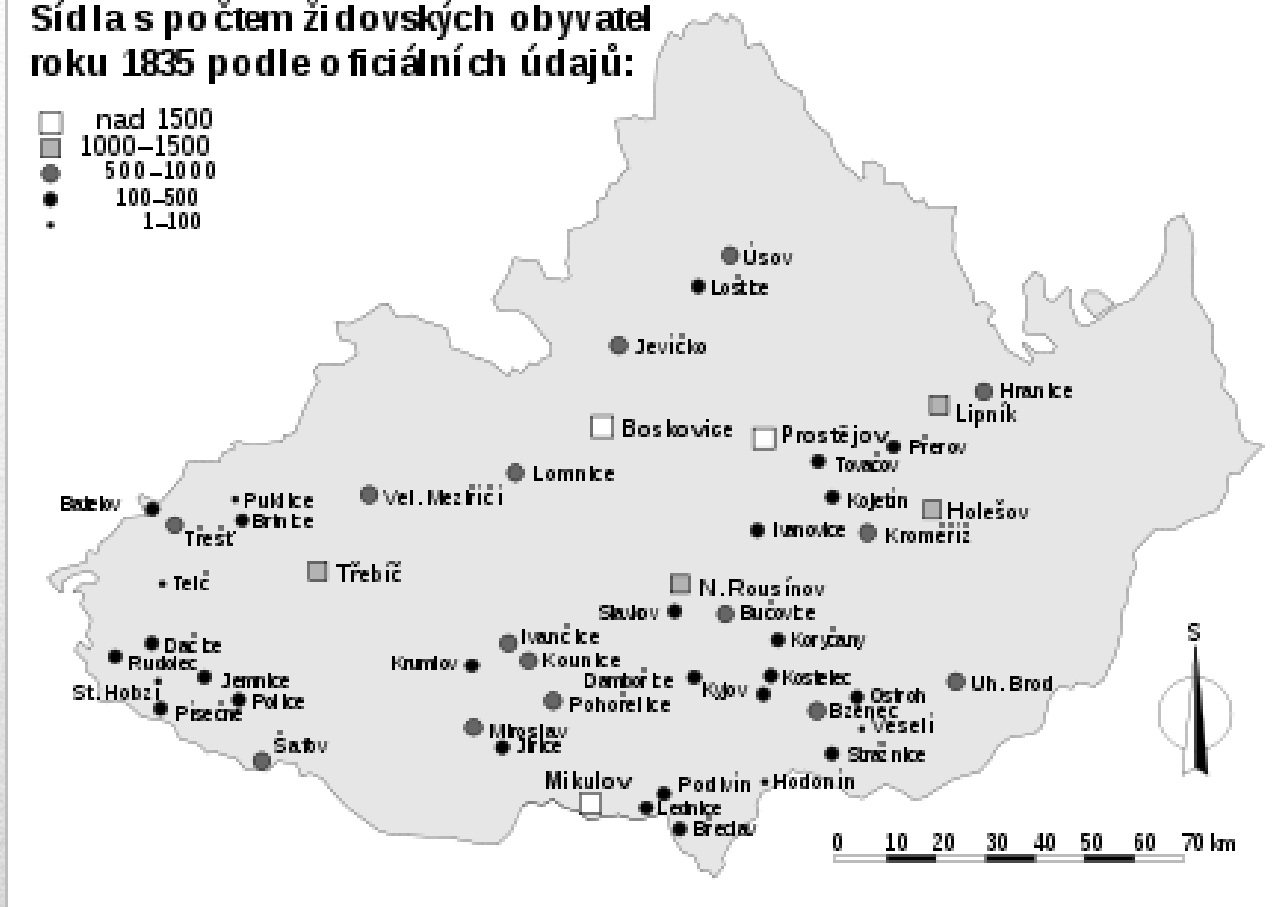 Sídla s počtem židovských obyvatel
roku 1835 podle oficiálních údajů:
nad 1500
1000–1500
500–1000
100–500
1–100
Úsov
Loštice
Jevíčko
Hranice
Lipník
Boskovice
Prostějov
Přerov
Tovačov
Lomnice
Vel. Meziříčí
Batelov
Puklice
Brtnice
Třešť
Kojetín
Holešov
Ivanovice
Kroměříž
Telč
Třebíč
N. Rousínov
Slavkov
Bučovice
Ivančice
Koryčany
Dačice
Rudolec
Krumlov
Kounice
Jemnice
Dambořice
Kostelec
Kyjov
St. Hobzí
Police
Písečné
Pohořelice
Ostroh
Uh. Brod
Bzenec
Veselí
Miroslav
Jiřice
Šafov
Strážnice
Mikulov
Podivín
Hodonín
Lednice
Břeclav
S
0 10 20 30 40 50 60 70 km